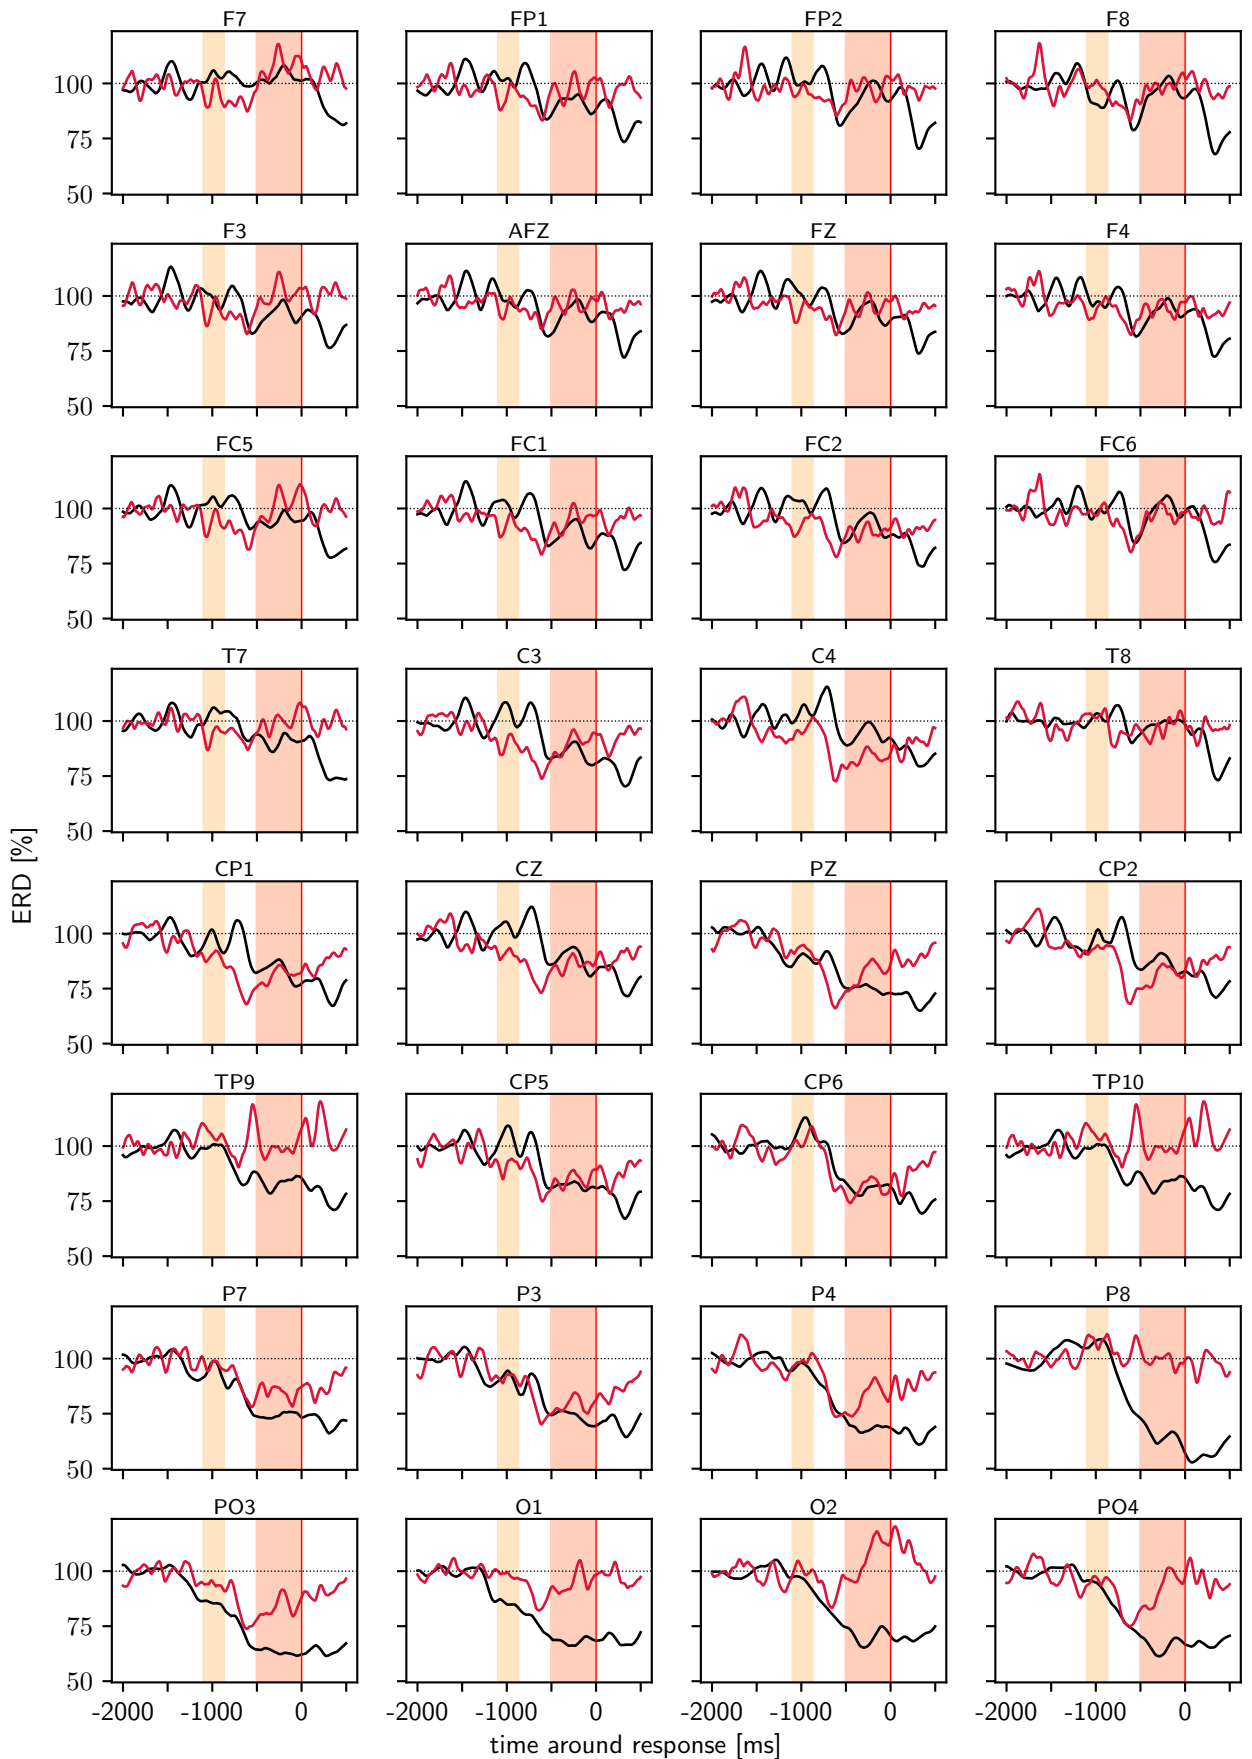 F7 FP1 FP2 F8
100
75
50
F3 AFZ FZ F4
100
75
50
FC5 FC1 FC2 FC6
100
75
50
T7 C3 C4 T8
100
75
50
ERD [%]
CP1 CZ PZ CP2
100
75
50
TP9 CP5 CP6 TP10
100
75
50
P7 P3 P4 P8
100
75
50
PO3 O1 O2 PO4
100
75
50
-2000 -1000 0 -2000 -1000 0 -2000 -1000 0 -2000 -1000 0
time around response [ms]